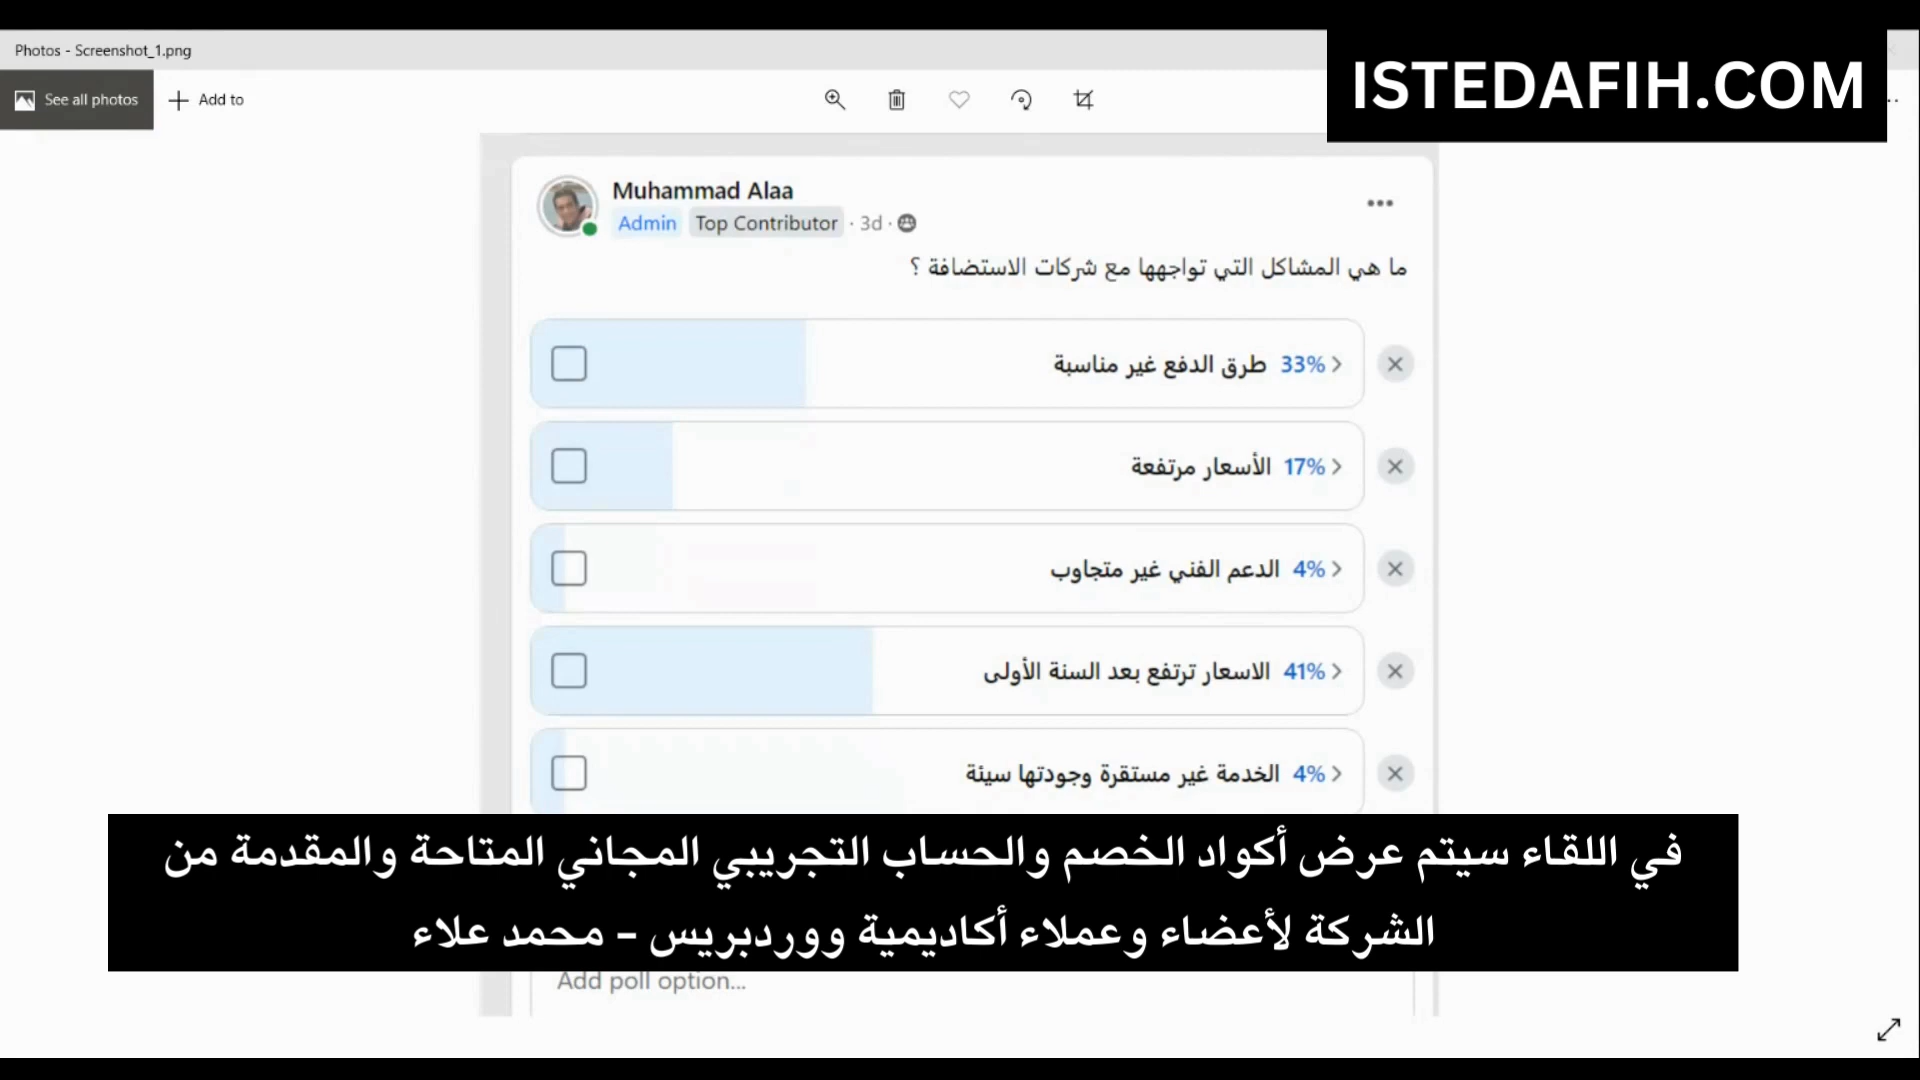 Photos - Screenshot_1.png
ISTEDAFIH.COM
See all photos
Add to
Muhammad Alaa
Admin Top Contributor · 3d ·
ما هي المشاكل التي تواجهها مع شركات الاستضافة ؟
33% طرق الدفع غير مناسبة
17% الأسعار مرتفعة
4% الدعم الفني غير متجاوب
41% الاسعار ترتفع بعد السنة الأولى
4% الخدمة غير مستقرة وجودتها سيئة
في اللقاء سيتم عرض أكواد الخصم والحساب التجريبي المجاني المتاحة والمقدمة من
الشركة لأعضاء وعملاء أكاديمية ووردبريس - محمد علاء
Add poll option...